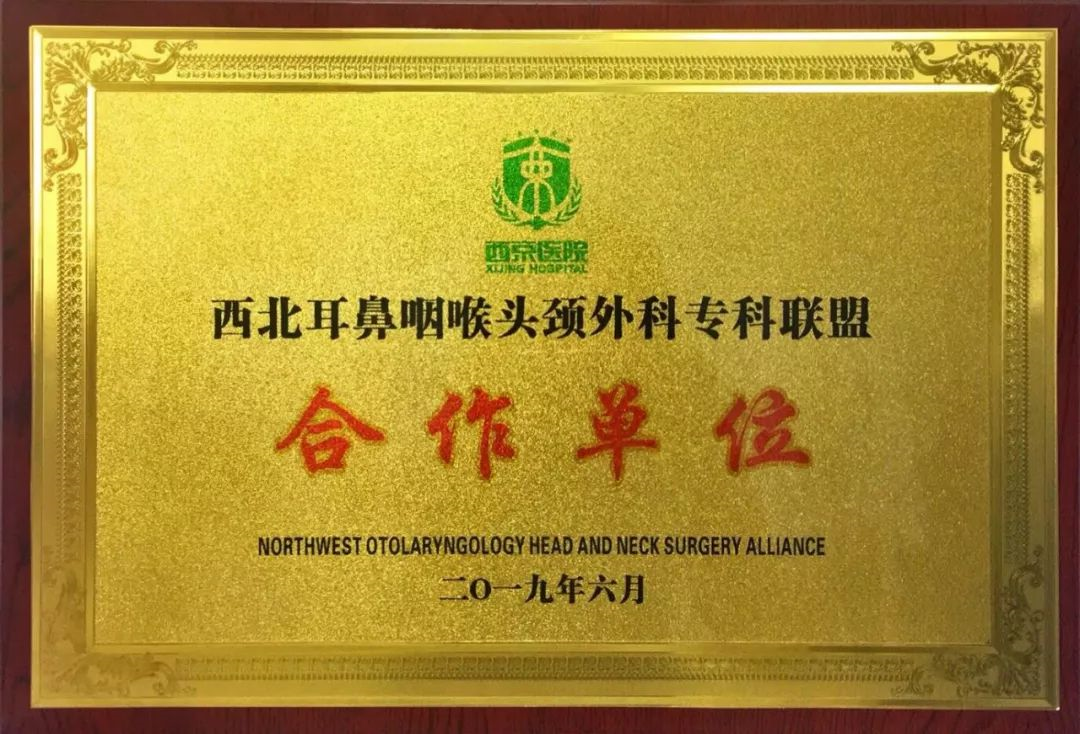 西京医院
XIJING HOSPITAL
西北耳鼻咽喉头颈外科专科联盟
合作单位
NORTHWEST OTOLARYNGOLOGY HEAD AND NECK SURGERY ALLIANCE
二O一九年六月